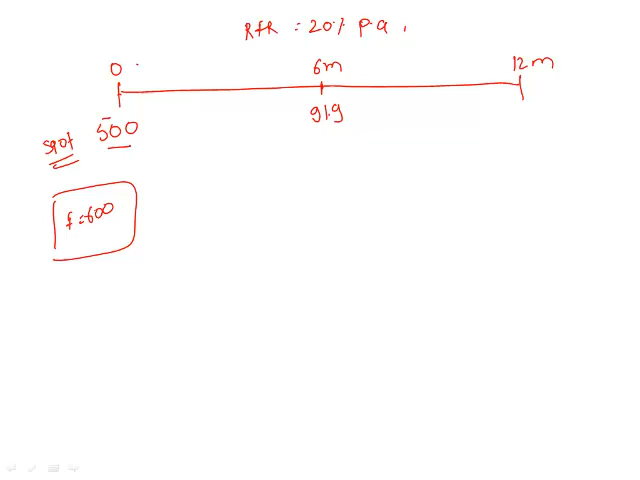 RfR = 20% p.a.
0 6m 12m
919
spot 500
f = 600